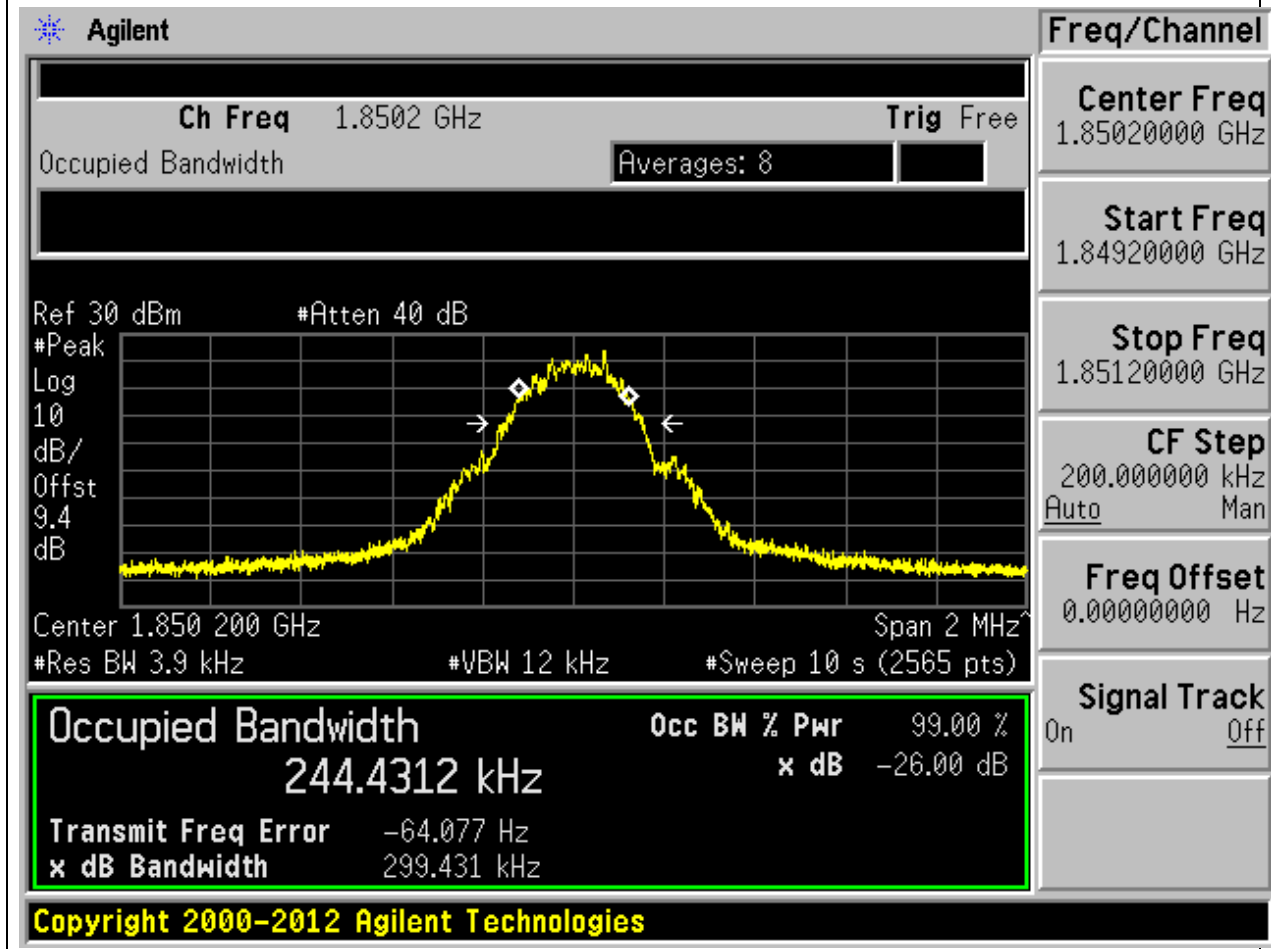 Agilent
Freq/Channel
Ch Freq 1.8502 GHz Trig Free
Occupied Bandwidth Averages: 8
Center Freq
1.85020000 GHz
Start Freq
1.84920000 GHz
Stop Freq
1.85120000 GHz
CF Step
200.000000 kHz
Auto Man
Freq Offset
0.00000000 Hz
Signal Track
On Off
Ref 30 dBm #Atten 40 dB
#Peak
Log
10
dB/
Offst
9.4
dB
Center 1.850 200 GHz Span 2 MHz^
#Res BW 3.9 kHz #VBW 12 kHz #Sweep 10 s (2565 pts)
Occupied Bandwidth Occ BW % Pwr 99.00 %
244.4312 kHz x dB -26.00 dB
Transmit Freq Error -64.077 Hz
x dB Bandwidth 299.431 kHz
Copyright 2000-2012 Agilent Technologies